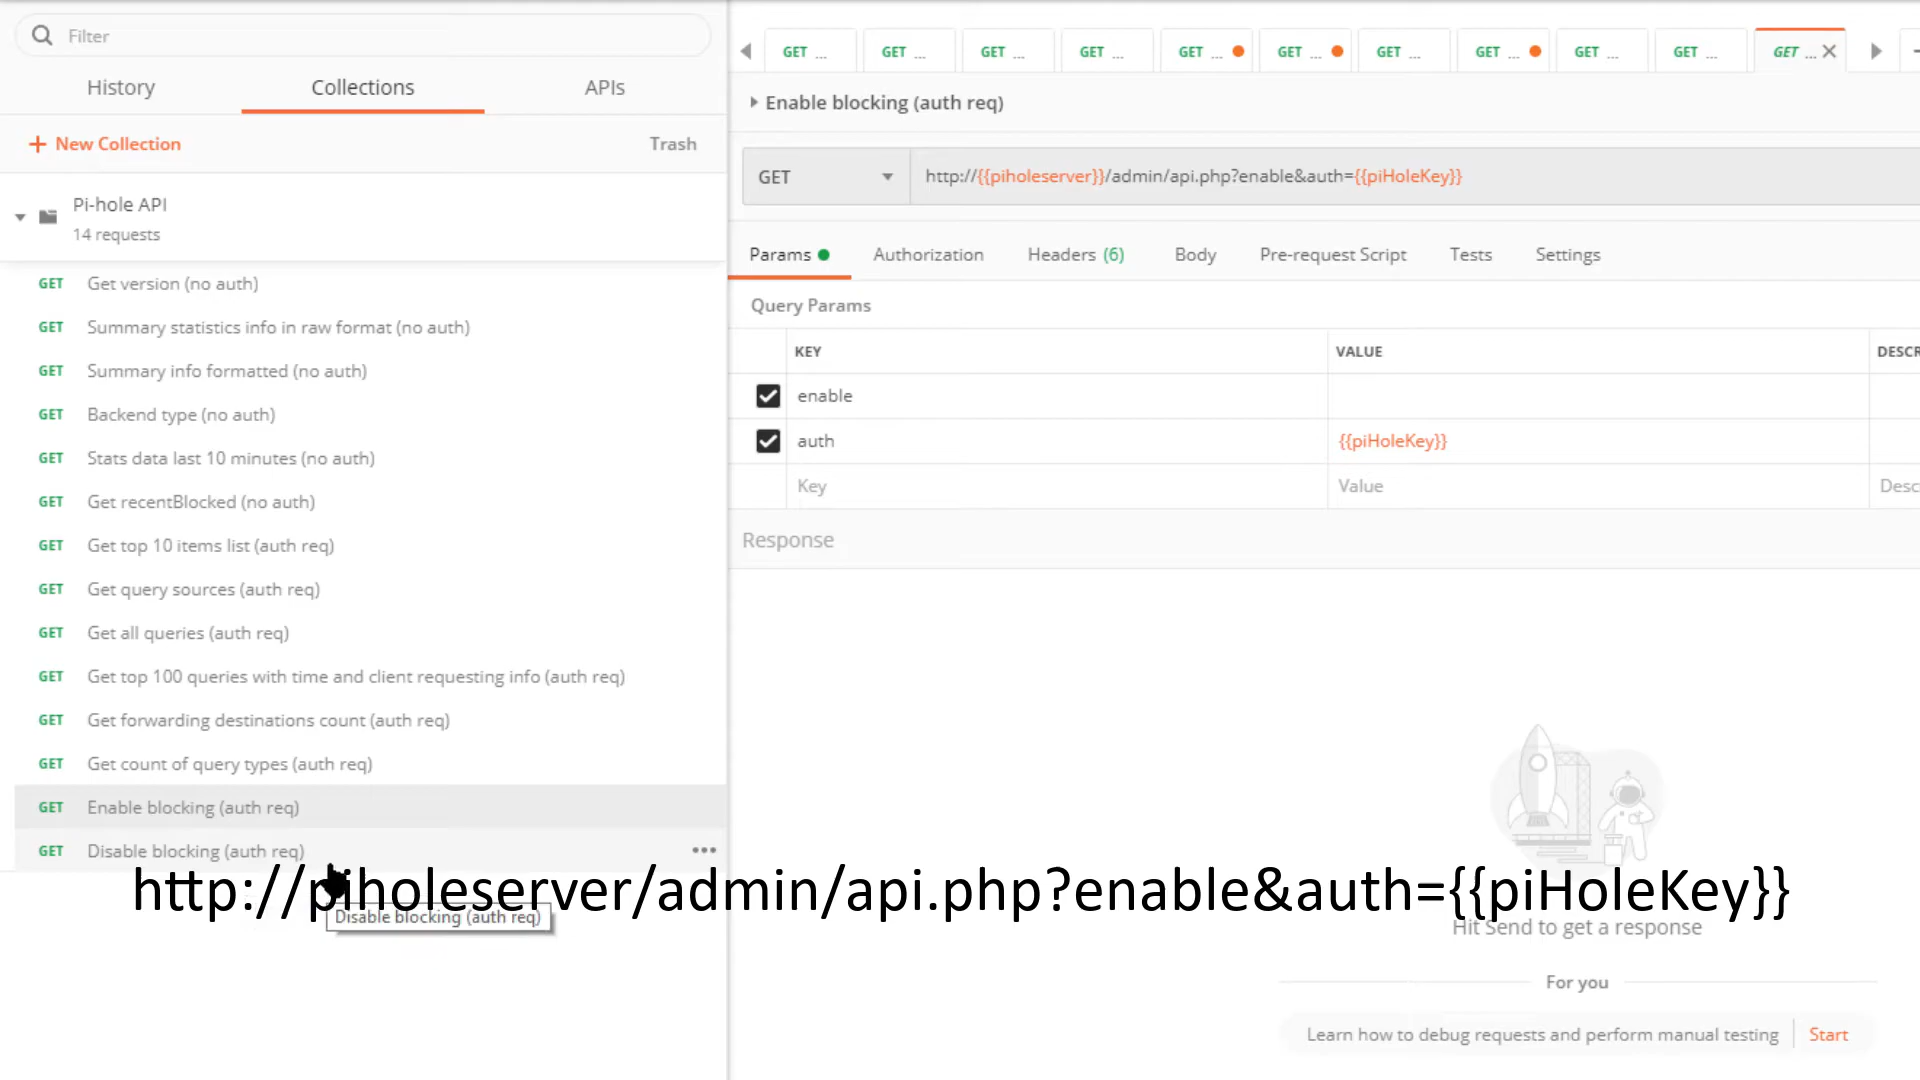 Filter
History Collections APIs
+ New Collection Trash
Pi-hole API
14 requests
GET Get version (no auth)
GET Summary statistics info in raw format (no auth)
GET Summary info formatted (no auth)
GET Backend type (no auth)
GET Stats data last 10 minutes (no auth)
GET Get recentBlocked (no auth)
GET Get top 10 items list (auth req)
GET Get query sources (auth req)
GET Get all queries (auth req)
GET Get top 100 queries with time and client requesting info (auth req)
GET Get forwarding destinations count (auth req)
GET Get count of query types (auth req)
GET Enable blocking (auth req)
GET Disable blocking (auth req)
Disable blocking (auth req)
GET ... GET ... GET ... GET ... GET ... GET ... GET ... GET ... GET ... GET ... GET ...
Enable blocking (auth req)
GET http://{{piholeserver}}/admin/api.php?enable&auth={{piHoleKey}}
Params Authorization Headers (6) Body Pre-request Script Tests Settings
Query Params
KEY VALUE DESCR
enable
auth {{piHoleKey}}
Key Value Desc
Response
http://piholeserver/admin/api.php?enable&auth={{piHoleKey}}
Hit Send to get a response
For you
Learn how to debug requests and perform manual testing Start